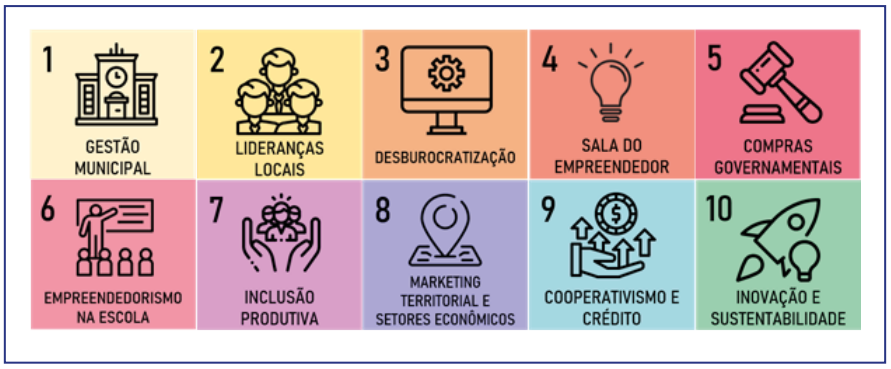 1
GESTÃO
MUNICIPAL
2
LIDERANÇAS
LOCAIS
3
DESBUROCRATIZAÇÃO
4
SALA DO
EMPREENDEDOR
5
COMPRAS
GOVERNAMENTAIS
6
EMPREENDEDORISMO
NA ESCOLA
7
INCLUSÃO
PRODUTIVA
8
MARKETING
TERRITORIAL E
SETORES ECONÔMICOS
9
$
COOPERATIVISMO E
CRÉDITO
10
INOVAÇÃO E
SUSTENTABILIDADE